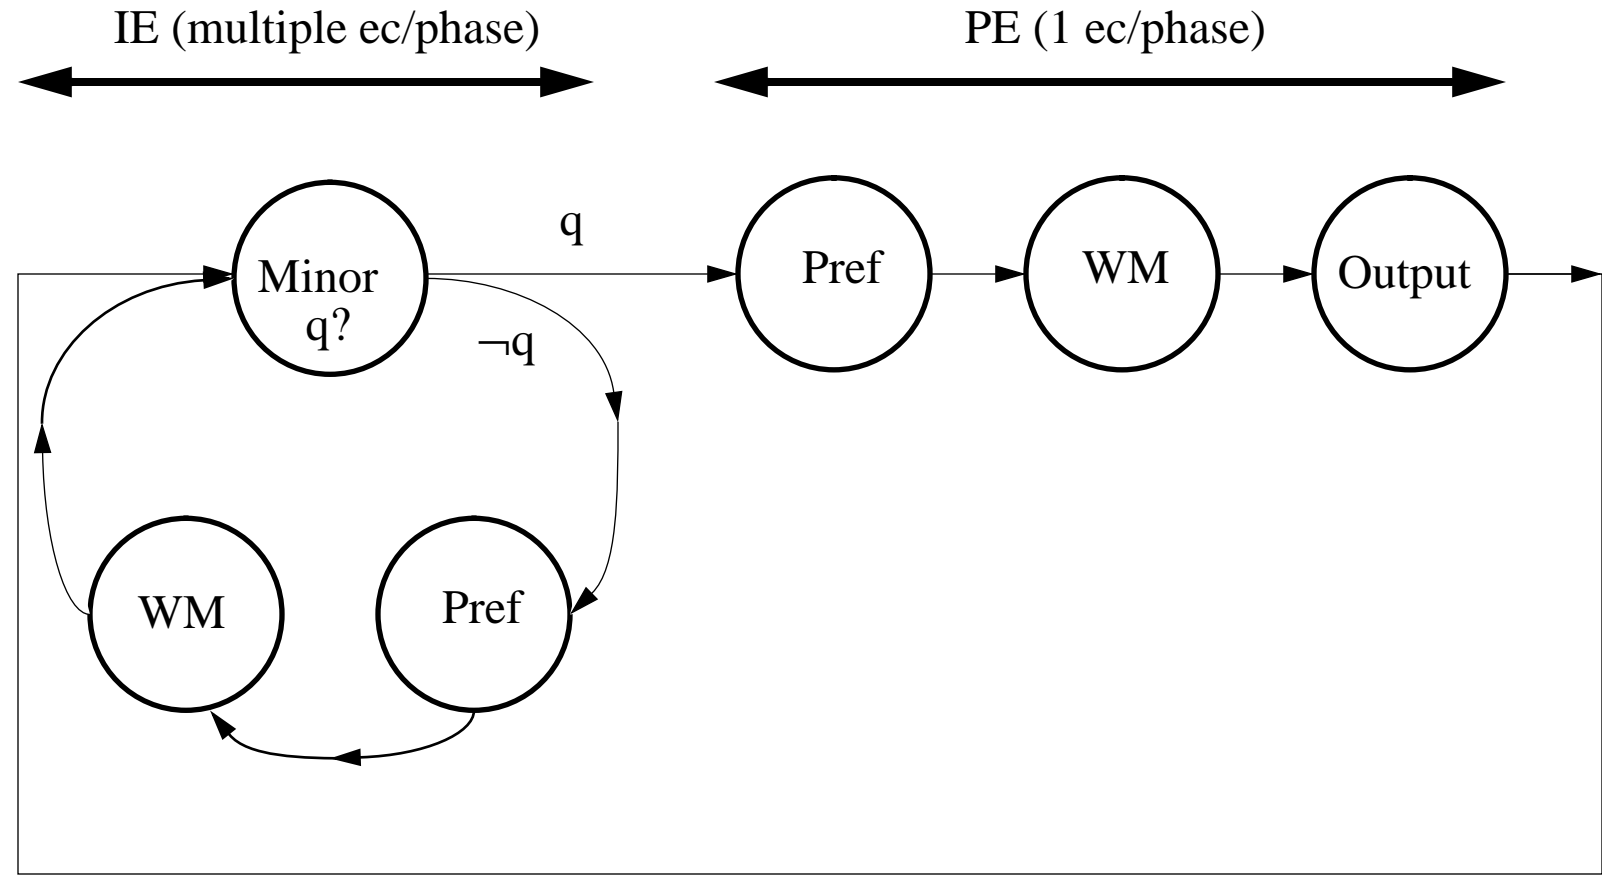 IE (multiple ec/phase)
PE (1 ec/phase)
q
Minor
q?
¬q
Pref
WM
Output
WM
Pref